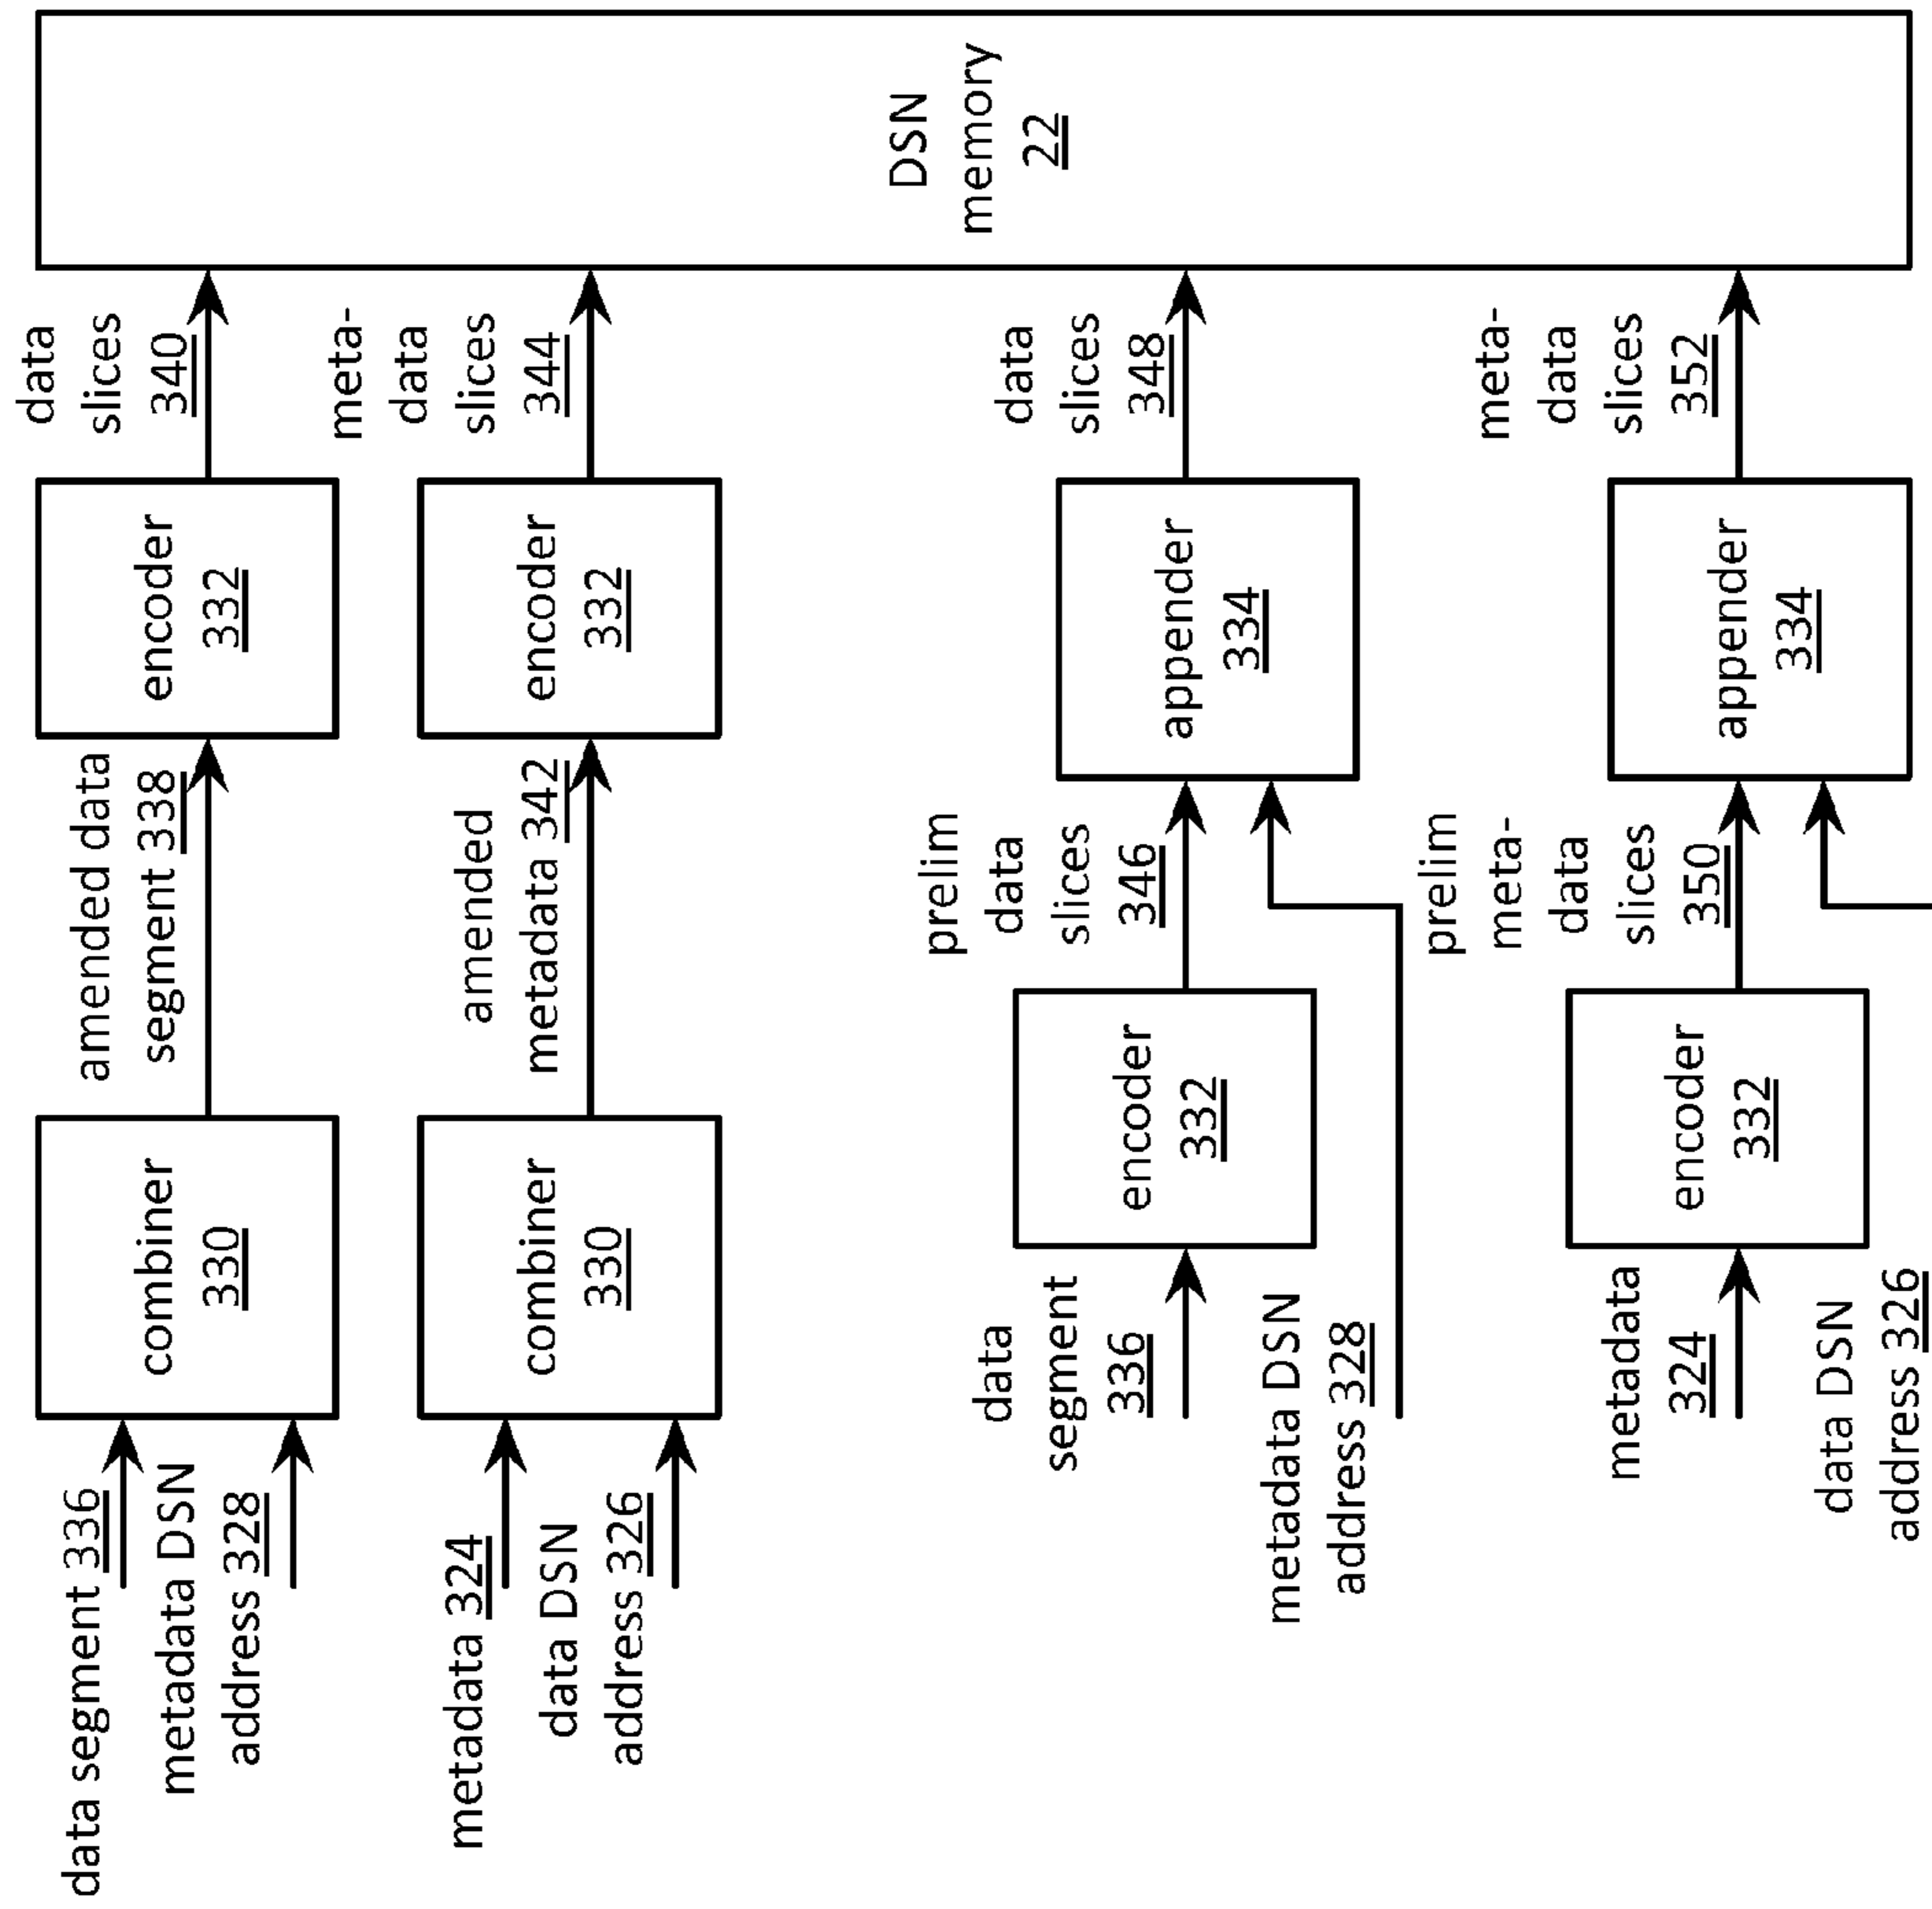 data segment 336
metadata DSN
address 328
combiner
330
amended data
segment 338
encoder
332
data
slices
340
metadata 324
data DSN
address 326
combiner
330
amended
metadata 342
encoder
332
meta-
data
slices
344
data
segment
336
metadata DSN
address 328
encoder
332
prelim
data
slices
346
appender
334
data
slices
348
metadata
324
data DSN
address 326
encoder
332
prelim
meta-
data
slices
350
appender
334
meta-
data
slices
352
DSN
memory
22